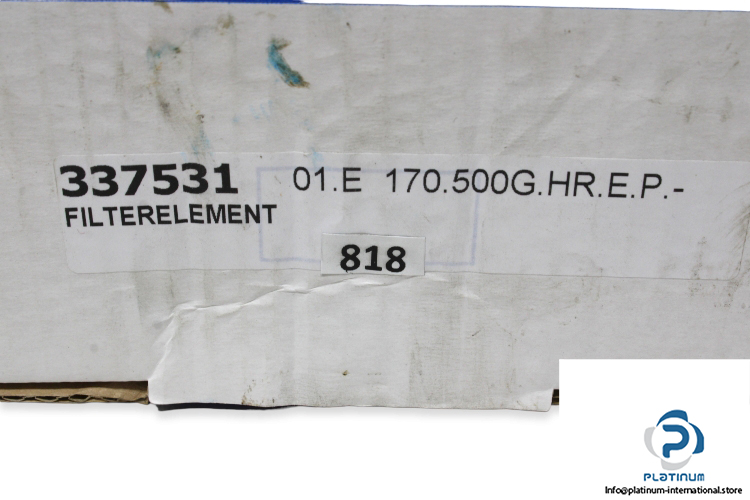 337531 01.E 170.500G.HR.E.P.-
FILTERELEMENT
818
PLATINUM
Info@platinum-international.store